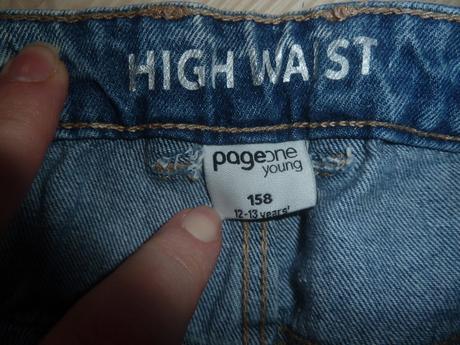 HIGH WAIST
pageone
young
158
12-13 years'